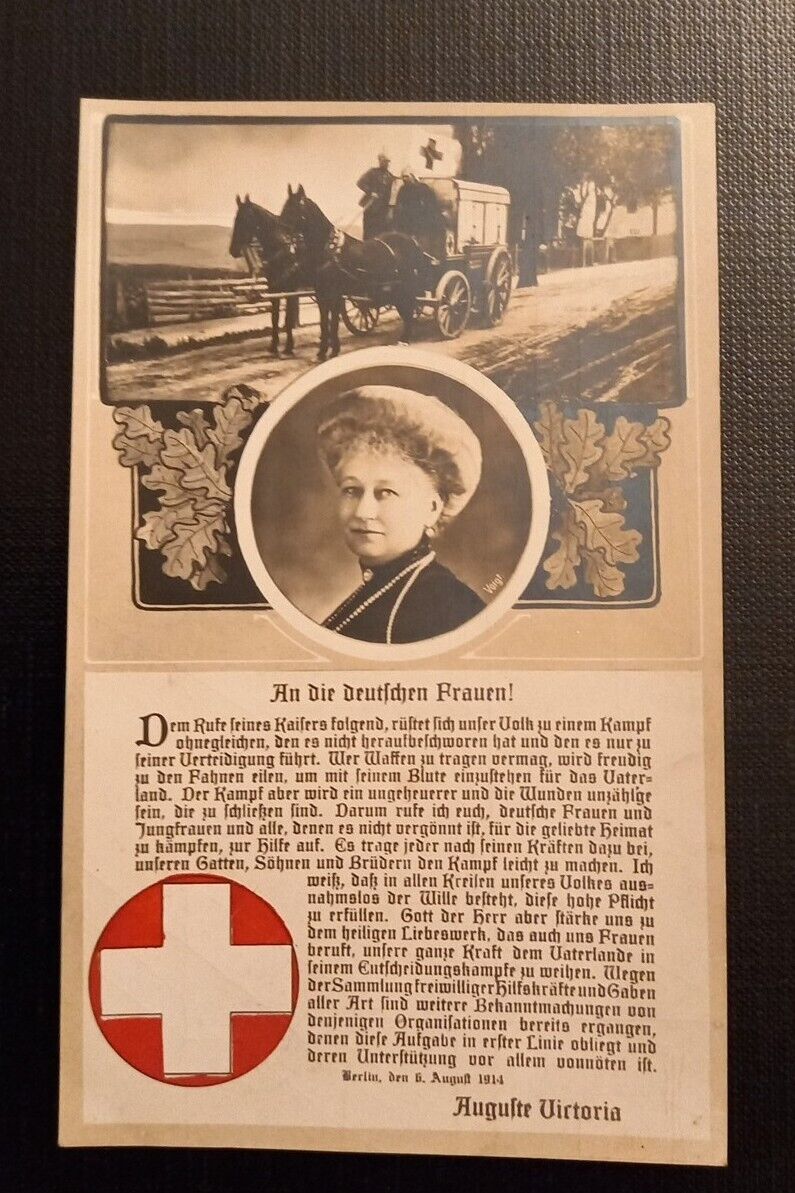 Voigt
An die deutſchen Frauen!
Dem Rufe ſeines Kaiſers folgend, rüſtet ſich unſer Volk zu einem Kampf
ohnegleichen, den es nicht heraufbeſchworen hat und den es nur zu
ſeiner Verteidigung führt. Wer Waffen zu tragen vermag, wird freudig
zu den Fahnen eilen, um mit ſeinem Blute einzuſtehen für das Vater-
land. Der Kampf aber wird ein ungeheuerer und die Wunden unzählige
ſein, die zu ſchließen ſind. Darum rufe ich euch, deutſche Frauen und
Jungfrauen und alle, denen es nicht vergönnt iſt, für die geliebte Heimat
zu kämpfen, zur Hilfe auf. Es trage jeder nach ſeinen Kräften dazu bei,
unſeren Gatten, Söhnen und Brüdern den Kampf leicht zu machen. Ich
weiß, daß in allen Kreiſen unſeres Volkes aus-
nahmslos der Wille beſteht, dieſe hohe Pflicht
zu erfüllen. Gott der Herr aber ſtärke uns zu
dem heiligen Liebeswerk, das auch uns Frauen
beruft, unſere ganze Kraft dem Vaterlande in
ſeinem Entſcheidungskampfe zu weihen. Wegen
der Sammlung freiwilliger Hilfskräfte und Gaben
aller Art ſind weitere Bekanntmachungen von
denjenigen Organiſationen bereits ergangen,
denen dieſe Aufgabe in erſter Linie obliegt und
deren Unterſtützung vor allem vonnöten iſt.
Berlin, den 6. Auguſt 1914
Auguſte Victoria